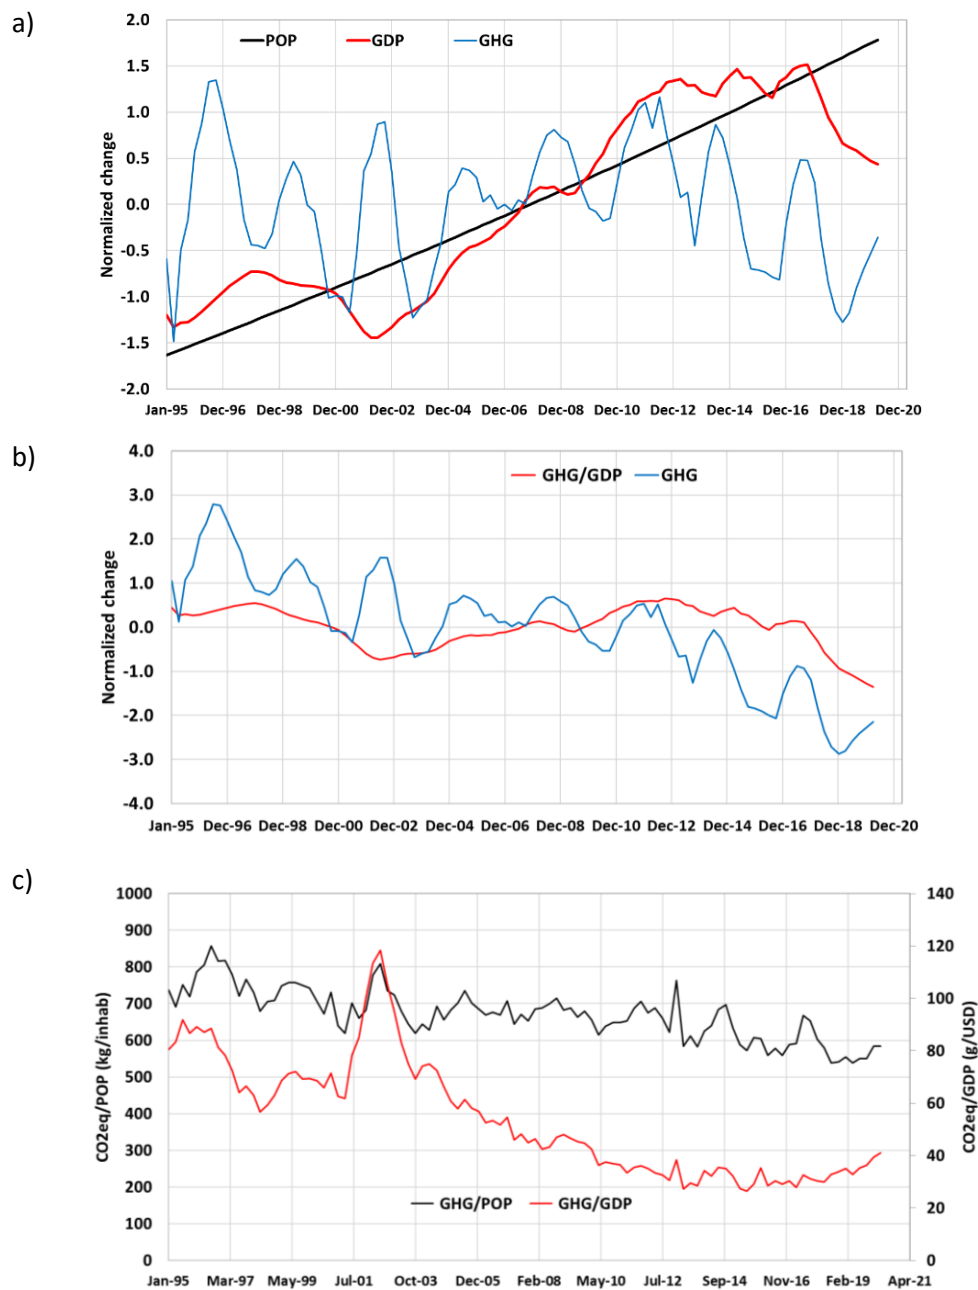 a)
POP GDP GHG
Normalized change
2.0
1.5
1.0
0.5
0.0
-0.5
-1.0
-1.5
-2.0
Jan-95 Dec-96 Dec-98 Dec-00 Dec-02 Dec-04 Dec-06 Dec-08 Dec-10 Dec-12 Dec-14 Dec-16 Dec-18 Dec-20
b)
GHG/GDP GHG
Normalized change
4.0
3.0
2.0
1.0
0.0
-1.0
-2.0
-3.0
-4.0
Jan-95 Dec-96 Dec-98 Dec-00 Dec-02 Dec-04 Dec-06 Dec-08 Dec-10 Dec-12 Dec-14 Dec-16 Dec-18 Dec-20
c)
CO2eq/POP (kg/inhab)
1000
900
800
700
600
500
400
300
200
100
0
GHG/POP GHG/GDP
140
120
100
80
60
40
20
0
CO2eq/GDP (g/USD)
Jan-95 Mar-97 May-99 Jul-01 Oct-03 Dec-05 Feb-08 May-10 Jul-12 Sep-14 Nov-16 Feb-19 Apr-21